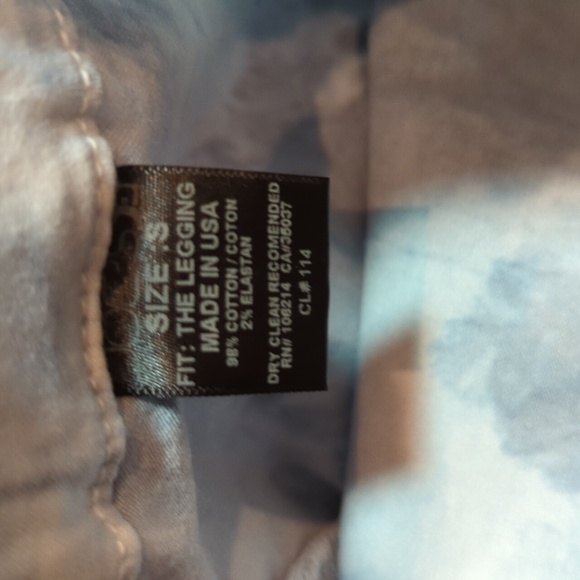 SIZE :S
FIT: THE LEGGING
MADE IN USA
98% COTTON / COTON
2% ELASTAN
DRY CLEAN RECOMENDED
RN# 106214 CA#36037
CL# 114